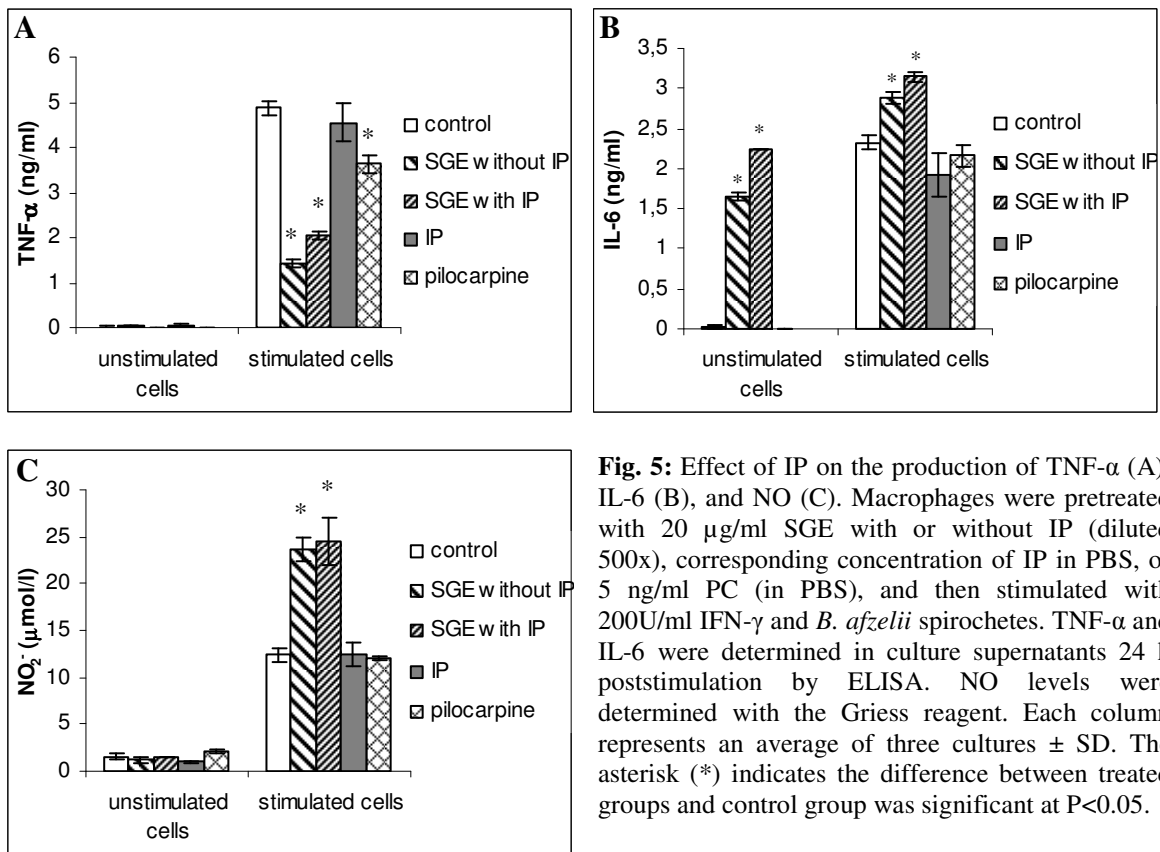 A
TNF-α (ng/ml)
6
5
4
3
2
1
0
*
*
*
unstimulated
cells
stimulated cells
control
SGE without IP
SGE with IP
IP
pilocarpine
B
IL-6 (ng/ml)
3,5
3
2,5
2
1,5
1
0,5
0
*
*
*
*
unstimulated
cells
stimulated cells
control
SGE without IP
SGE with IP
IP
pilocarpine
C
NO₂⁻ (μmol/l)
30
25
20
15
10
5
0
*
*
unstimulated
cells
stimulated cells
control
SGE without IP
SGE with IP
IP
pilocarpine
Fig. 5: Effect of IP on the production of TNF-α (A)
IL-6 (B), and NO (C). Macrophages were pretreated
with 20 µg/ml SGE with or without IP (diluted
500x), corresponding concentration of IP in PBS, o
5 ng/ml PC (in PBS), and then stimulated with
200U/ml IFN-γ and B. afzelii spirochetes. TNF-α and
IL-6 were determined in culture supernatants 24
poststimulation by ELISA. NO levels wer
determined with the Griess reagent. Each column
represents an average of three cultures ± SD. The
asterisk (*) indicates the difference between treated
groups and control group was significant at P<0.05.